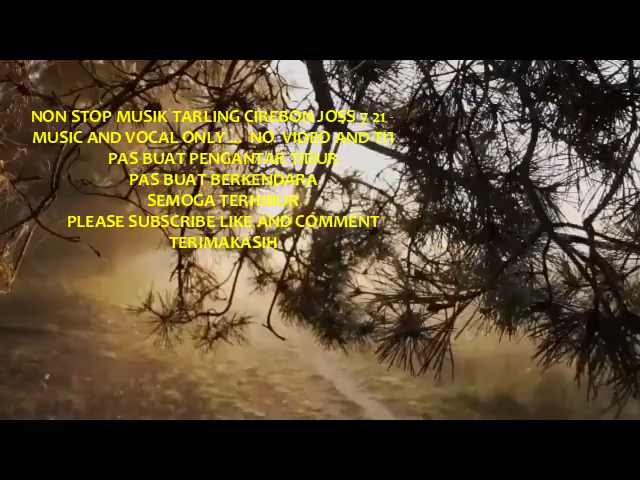 NON STOP MUSIK TARLING CIREBON JOSS 7 21 -
MUSIC AND VOCAL ONLY ... NO VIDEO AND
PAS BUAT PENGANTAR TIDUR
PAS BUAT BERKENDARA
SEMOGA TERHIBUR
PLEASE SUBSCRIBE LIKE AND COMMENT
TERIMAKASIH